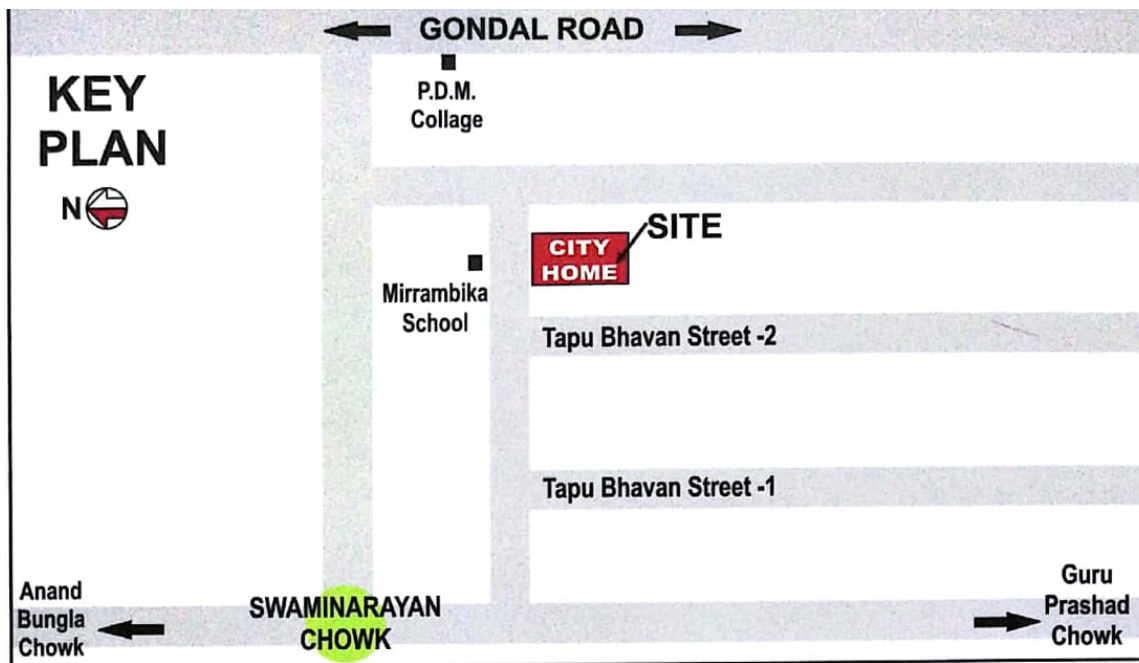 GONDAL ROAD
KEY
PLAN
N
P.D.M.
Collage
CITY
HOME
SITE
Mirrambika
School
Tapu Bhavan Street -2
Tapu Bhavan Street -1
Anand
Bungla
Chowk
SWAMINARAYAN
CHOWK
Guru
Prashad
Chowk